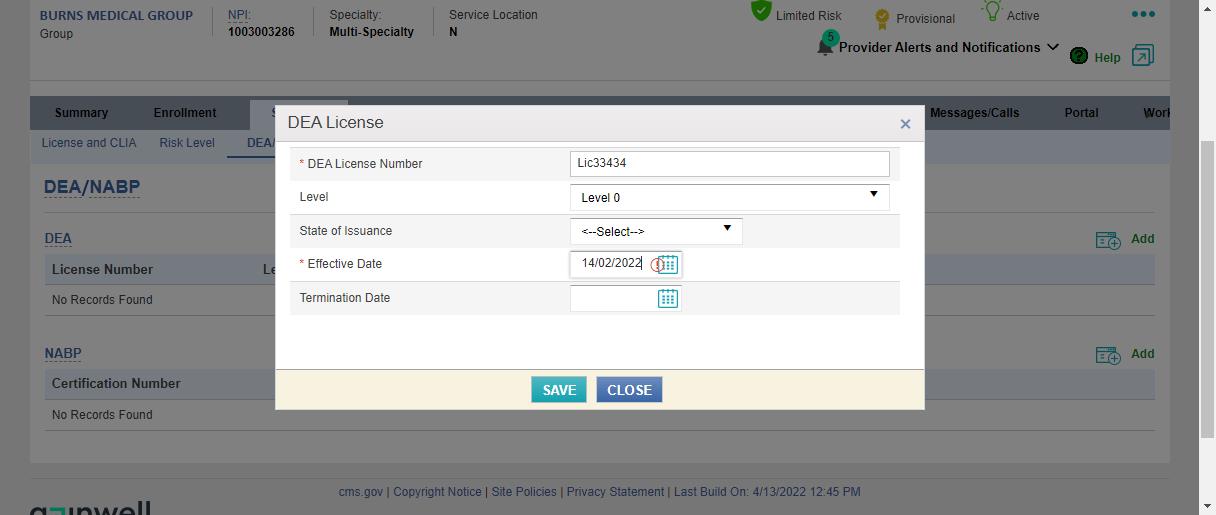 BURNS MEDICAL GROUP
Group
NPI:
1003003286
Specialty:
Multi-Specialty
Service Location
N
Limited Risk
Provisional
Active
5
Provider Alerts and Notifications
?
Help
Summary
Enrollment
S
Messages/Calls
Portal
Work
License and CLIA
Risk Level
DEA/
DEA/NABP
DEA
Add
License Number
Le
No Records Found
NABP
Add
Certification Number
No Records Found
DEA License
×
* DEA License Number
Lic33434
Level
Level 0
State of Issuance
<--Select-->
* Effective Date
14/02/2022
Termination Date
SAVE
CLOSE
cms.gov | Copyright Notice | Site Policies | Privacy Statement | Last Build On: 4/13/2022 12:45 PM
gainwell